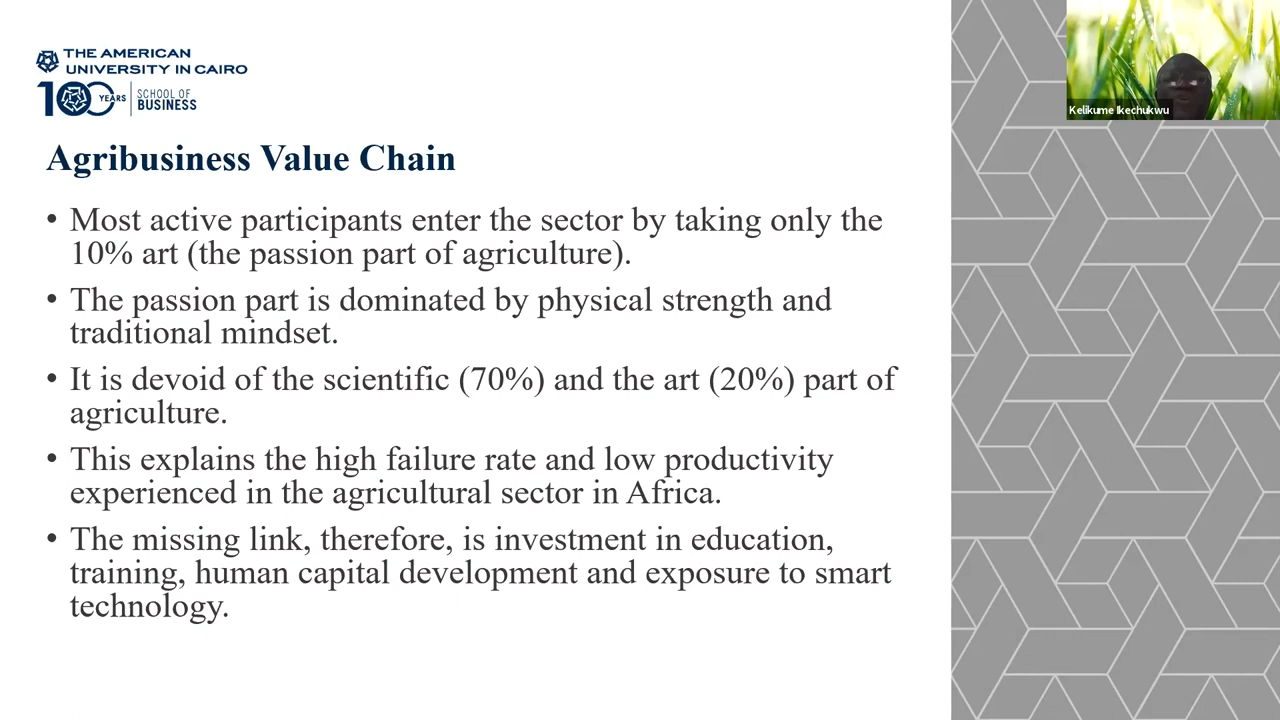 THE AMERICAN
UNIVERSITY IN CAIRO
100 YEARS
SCHOOL OF
BUSINESS
Kelikume Ikechukwu
Agribusiness Value Chain
• Most active participants enter the sector by taking only the
10% art (the passion part of agriculture).
• The passion part is dominated by physical strength and
traditional mindset.
• It is devoid of the scientific (70%) and the art (20%) part of
agriculture.
• This explains the high failure rate and low productivity
experienced in the agricultural sector in Africa.
• The missing link, therefore, is investment in education,
training, human capital development and exposure to smart
technology.